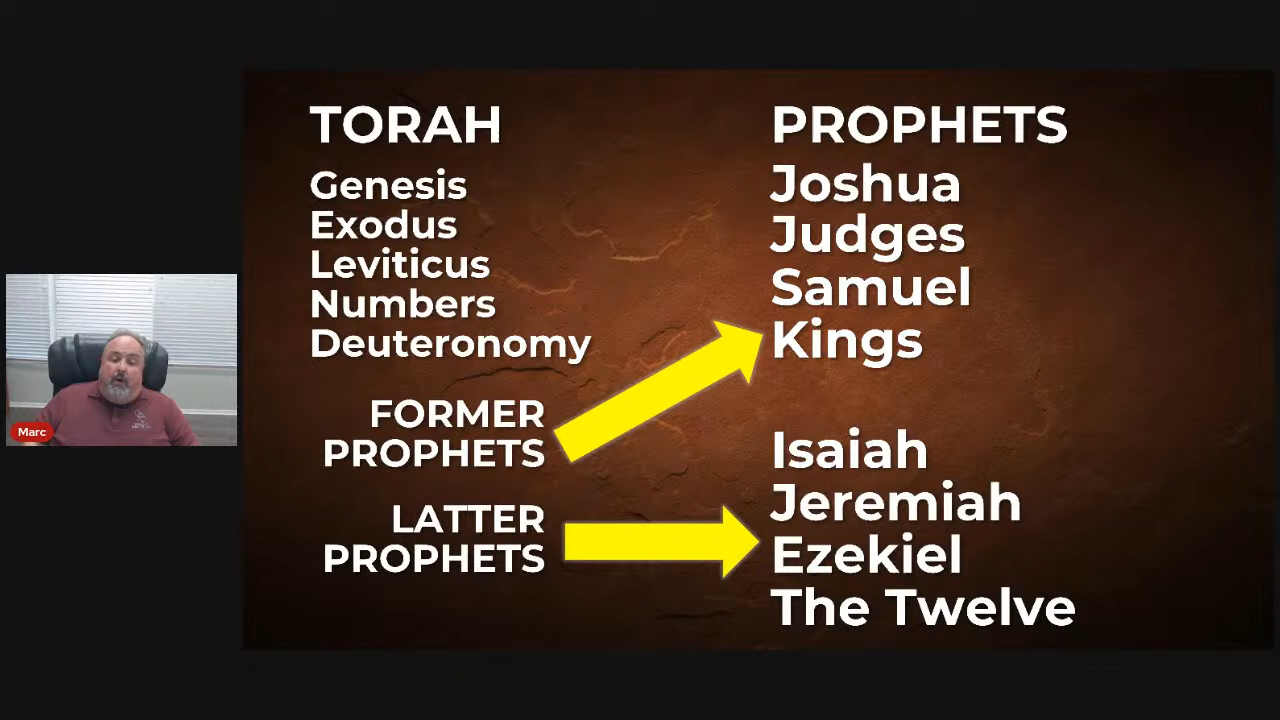 TORAH
Genesis
Exodus
Leviticus
Numbers
Deuteronomy
FORMER
PROPHETS
LATTER
PROPHETS
PROPHETS
Joshua
Judges
Samuel
Kings
Isaiah
Jeremiah
Ezekiel
The Twelve
Marc